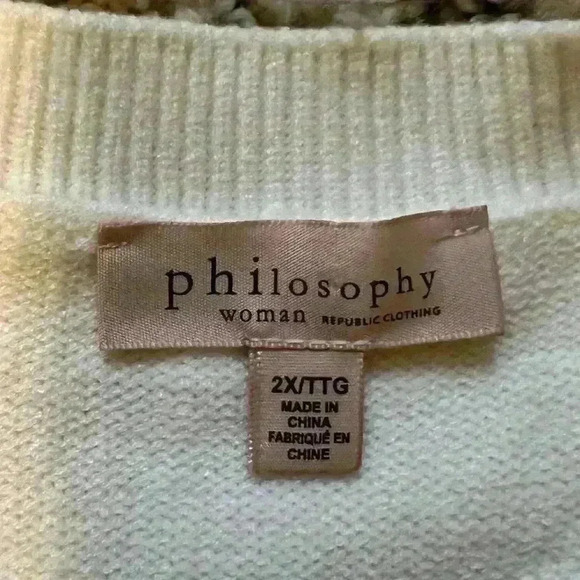 philosophy
woman REPUBLIC CLOTHING
2X/TTG
MADE IN
CHINA
FABRIQUÉ EN
CHINE